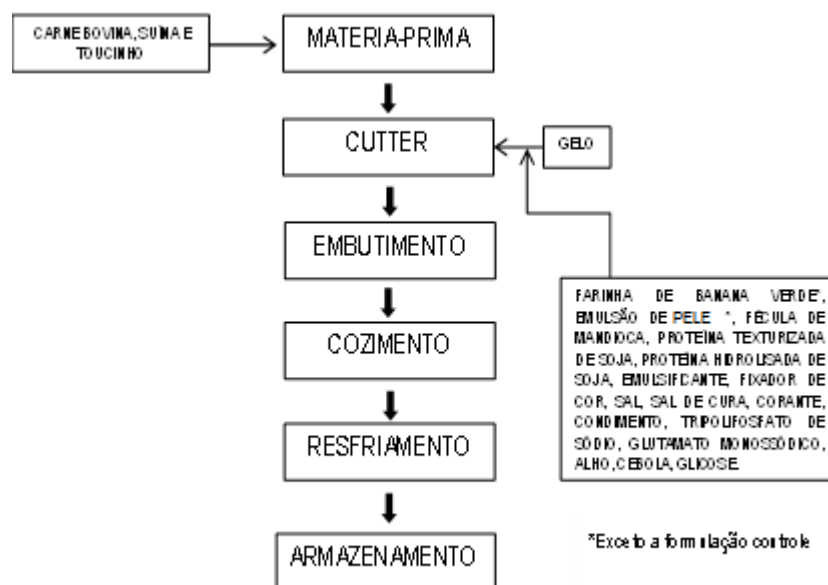 CARNE BOVINA, SUÍNA E
TOUCINHO
MATERIA-PRIMA
CUTTER
GELO
EMBUTIMENTO
COZIMENTO
RESFRIAMENTO
ARMAZENAMENTO
FARINHA DE BANANA VERDE*,
EMULSÃO DE PELE *, FÉCULA DE
MANDIOCA, PROTEÍNA TEXTURIZADA
DE SOJA, PROTEÍNA HIDROLISADA DE
SOJA, EMULSIFICANTE, FIXADOR DE
COR, SAL, SAL DE CURA, CORANTE,
CONDIMENTO, TRIPOLIFOSFATO DE
SÓDIO, GLUTAMATO MONOSSÓDICO,
ALHO, CEBOLA, GLICOSE.
*Exceto a formulação controle